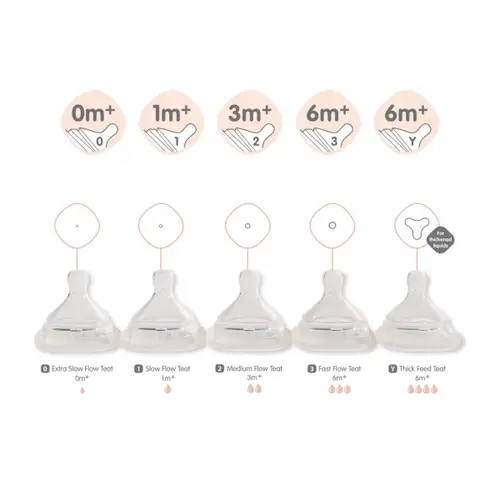 0m+ 1m+ 3m+ 6m+ 6m+
0 1 2 3 Y
For
thickened
liquids
0 Extra Slow Flow Teat
0m+
1 Slow Flow Teat
1m+
2 Medium Flow Teat
3m+
3 Fast Flow Teat
6m+
Y Thick Feed Teat
6m+